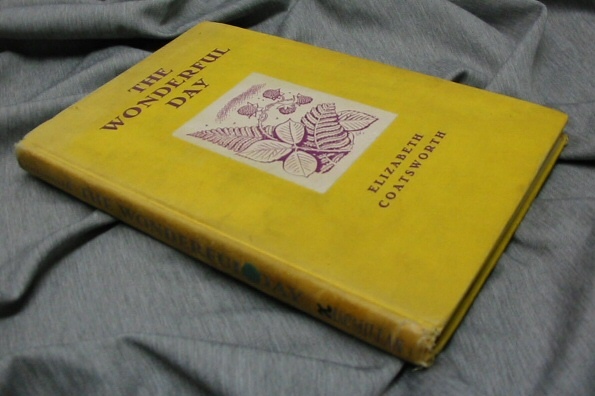 THE
WONDERFUL
DAY
ELIZABETH
COATSWORTH
THE WONDERFUL DAY